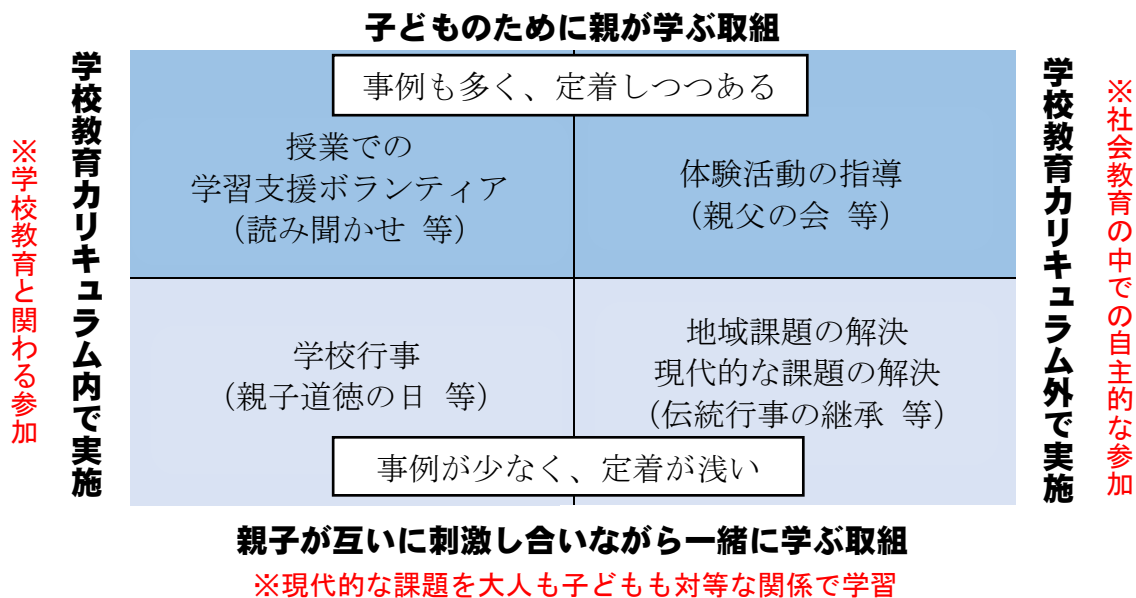 子どものために親が学ぶ取組
※学校教育と関わる参加
学校教育カリキュラム内で実施
事例も多く、定着しつつある
授業での
学習支援ボランティア
（読み聞かせ 等）
体験活動の指導
（親父の会 等）
学校行事
（親子道徳の日 等）
地域課題の解決
現代的な課題の解決
（伝統行事の継承 等）
事例が少なく、定着が浅い
学校教育カリキュラム外で実施
※社会教育の中での自主的な参加
親子が互いに刺激し合いながら一緒に学ぶ取組
※現代的な課題を大人も子どもも対等な関係で学習